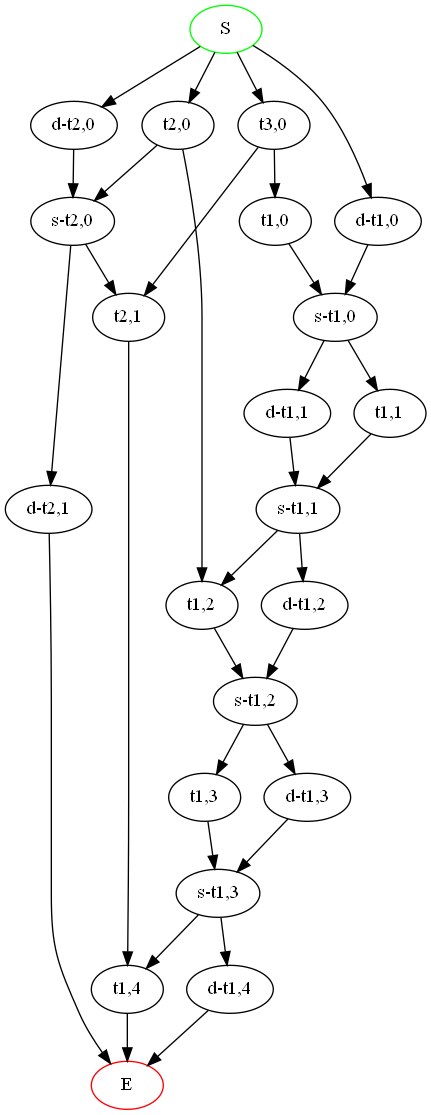 S
d-t2,0
t2,0
t3,0
s-t2,0
t1,0
d-t1,0
t2,1
s-t1,0
d-t1,1
t1,1
d-t2,1
s-t1,1
t1,2
d-t1,2
s-t1,2
t1,3
d-t1,3
s-t1,3
t1,4
d-t1,4
E